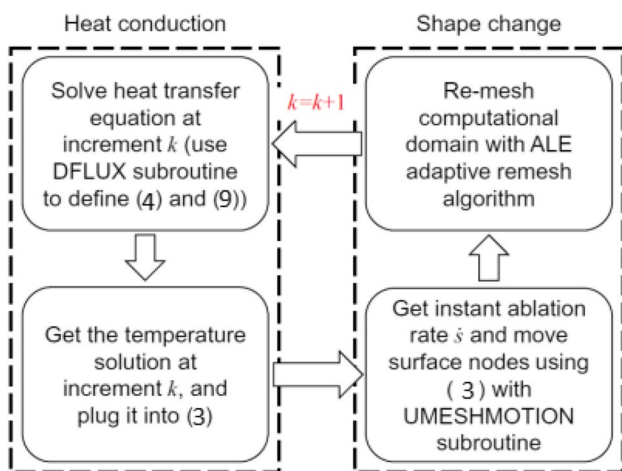 Heat conduction
Solve heat transfer
equation at
increment k (use
DFLUX subroutine
to define (4) and (9))
Get the temperature
solution at
increment k, and
plug it into (3)
k=k+1
Shape change
Re-mesh
computational
domain with ALE
adaptive remesh
algorithm
Get instant ablation
rate ṡ and move
surface nodes using
( 3 ) with
UMESHMOTION
subroutine